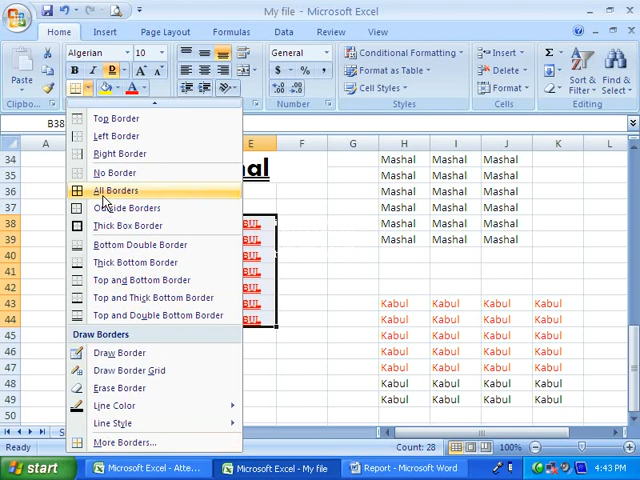 My file - Microsoft Excel
Home Insert Page Layout Formulas Data Review View
Algerian 10 General Conditional Formatting Insert
Paste B I D Format as Table Delete Sort & Filter Find & Select
$ % , Cell Styles Format
Clipboard Number Styles Cells Editing
B38
A E F G H I J K L
Top Border
Left Border
Right Border
No Border
All Borders
Outside Borders
Thick Box Border
Bottom Double Border
Thick Bottom Border
Top and Bottom Border
Top and Thick Bottom Border
Top and Double Bottom Border
Draw Borders
Draw Border
Draw Border Grid
Erase Border
Line Color
Line Style
More Borders...
34 Mashal Mashal Mashal
35 Mashal Mashal Mashal
36 Mashal Mashal Mashal
37 Mashal Mashal Mashal
38 BUL Mashal Mashal Mashal
39 BUL Mashal Mashal Mashal
40 BUL
41 BUL
42 BUL
43 BUL Kabul Kabul Kabul Kabul
44 BUL Kabul Kabul Kabul Kabul
45 Kabul Kabul Kabul Kabul
46 Kabul Kabul Kabul Kabul
47 Kabul Kabul Kabul Kabul
48 Kabul Kabul Kabul Kabul
49 Kabul Kabul Kabul Kabul
50
Ready Count: 28 100%
start Microsoft Excel - Atte... Microsoft Excel - My file Report - Microsoft Word 4:43 PM